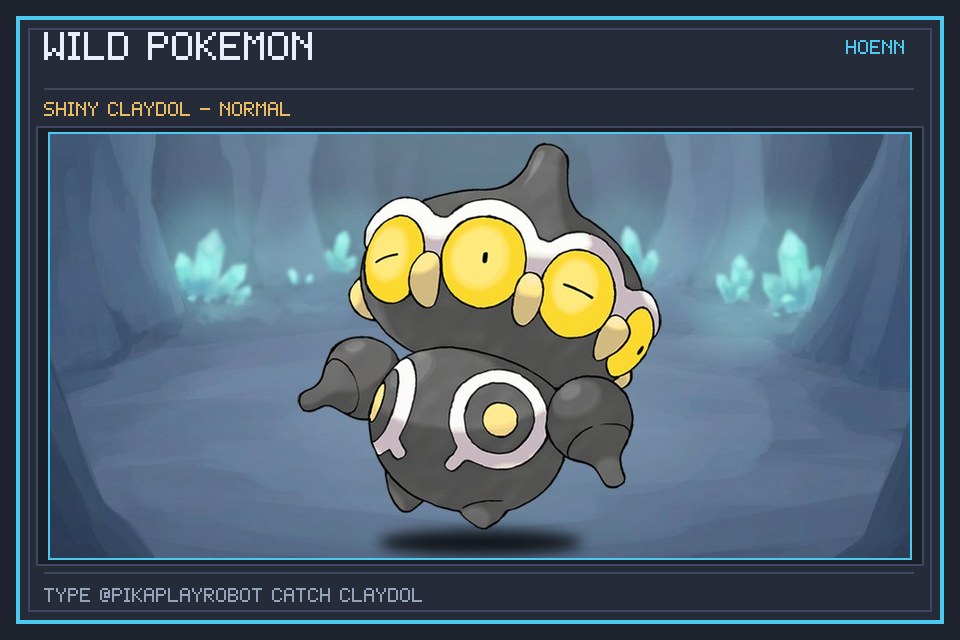 WILD POKEMON
HOENN
SHINY CLAYDOL - NORMAL
TYPE @PIKAPLAYROBOT CATCH CLAYDOL